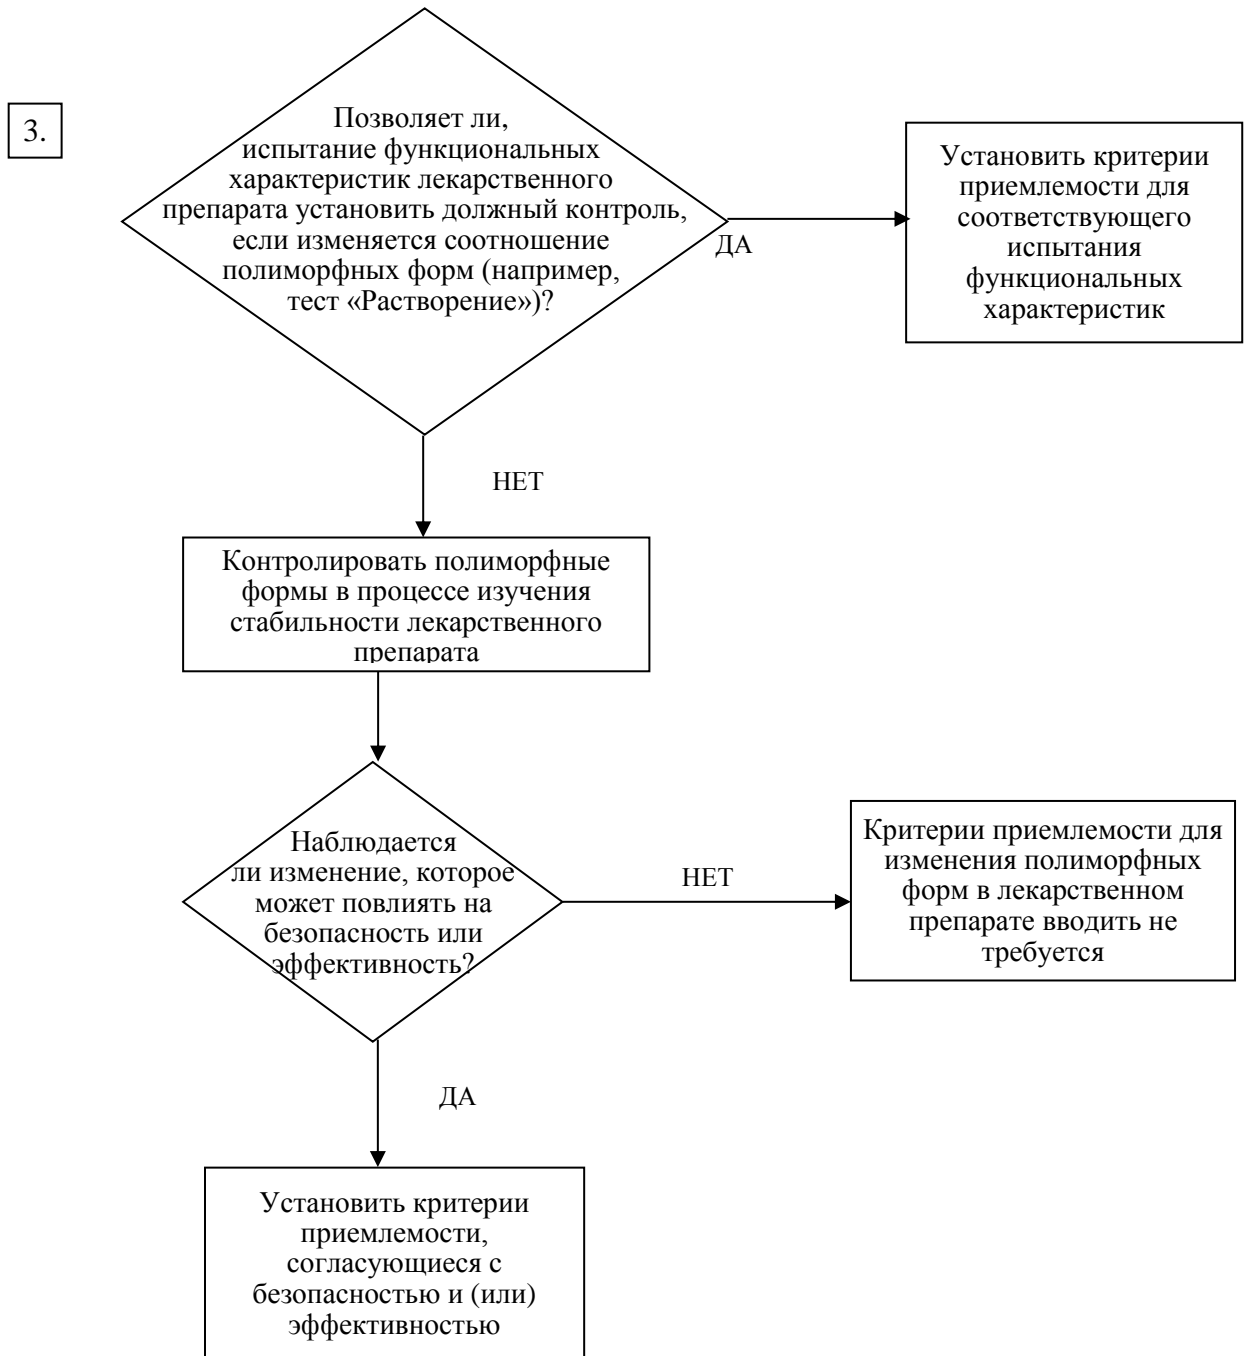 3.
Позволяет ли,
испытание функциональных
характеристик лекарственного
препарата установить должный контроль,
если изменяется соотношение
полиморфных форм (например,
тест «Растворение»)?
ДА
Установить критерии
приемлемости для
соответствующего
испытания
функциональных
характеристик
НЕТ
Контролировать полиморфные
формы в процессе изучения
стабильности лекарственного
препарата
Наблюдается
ли изменение, которое
может повлиять на
безопасность или
эффективность?
НЕТ
Критерии приемлемости для
изменения полиморфных
форм в лекарственном
препарате вводить не
требуется
ДА
Установить критерии
приемлемости,
согласующиеся с
безопасностью и (или)
эффективностью